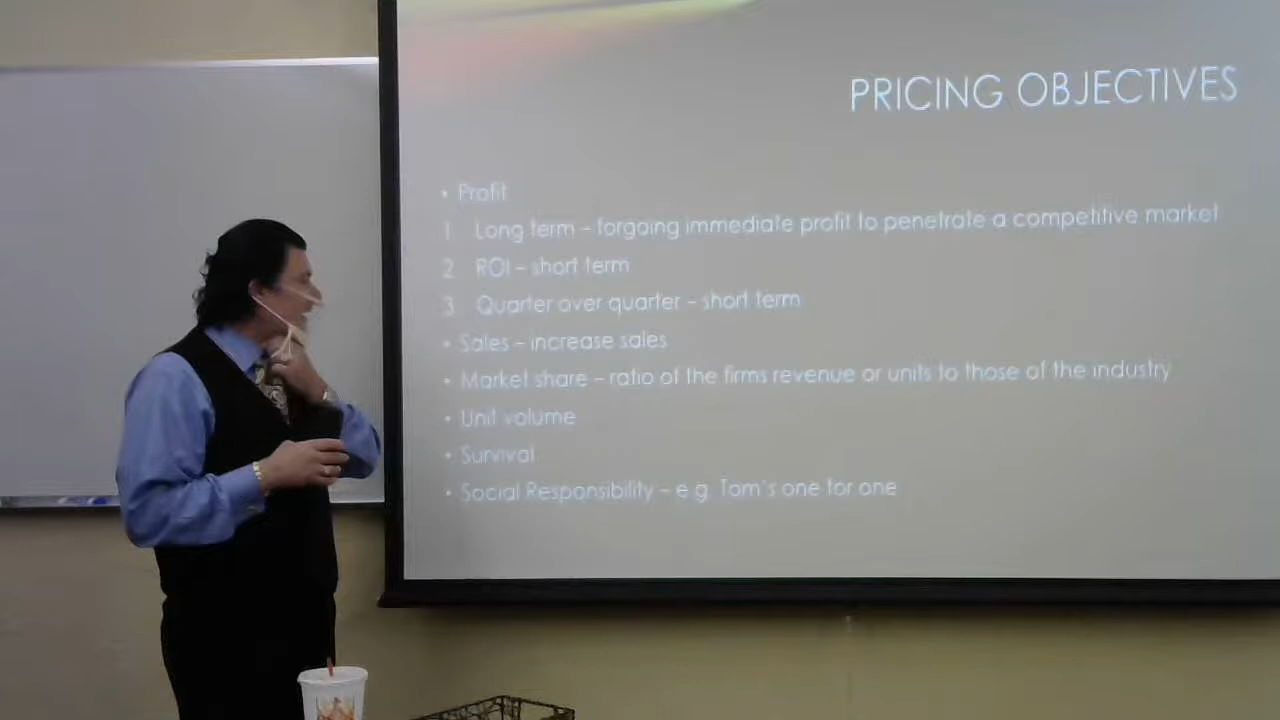 PRICING OBJECTIVES
• Profit
1 Long term – forgoing immediate profit to penetrate a competitive market
2 ROI – short term
3 Quarter over quarter – short term
• Sales – increase sales
• Market share – ratio of the firms revenue or units to those of the industry
• Unit volume
• Survival
• Social Responsibility – e.g. Tom's one for one